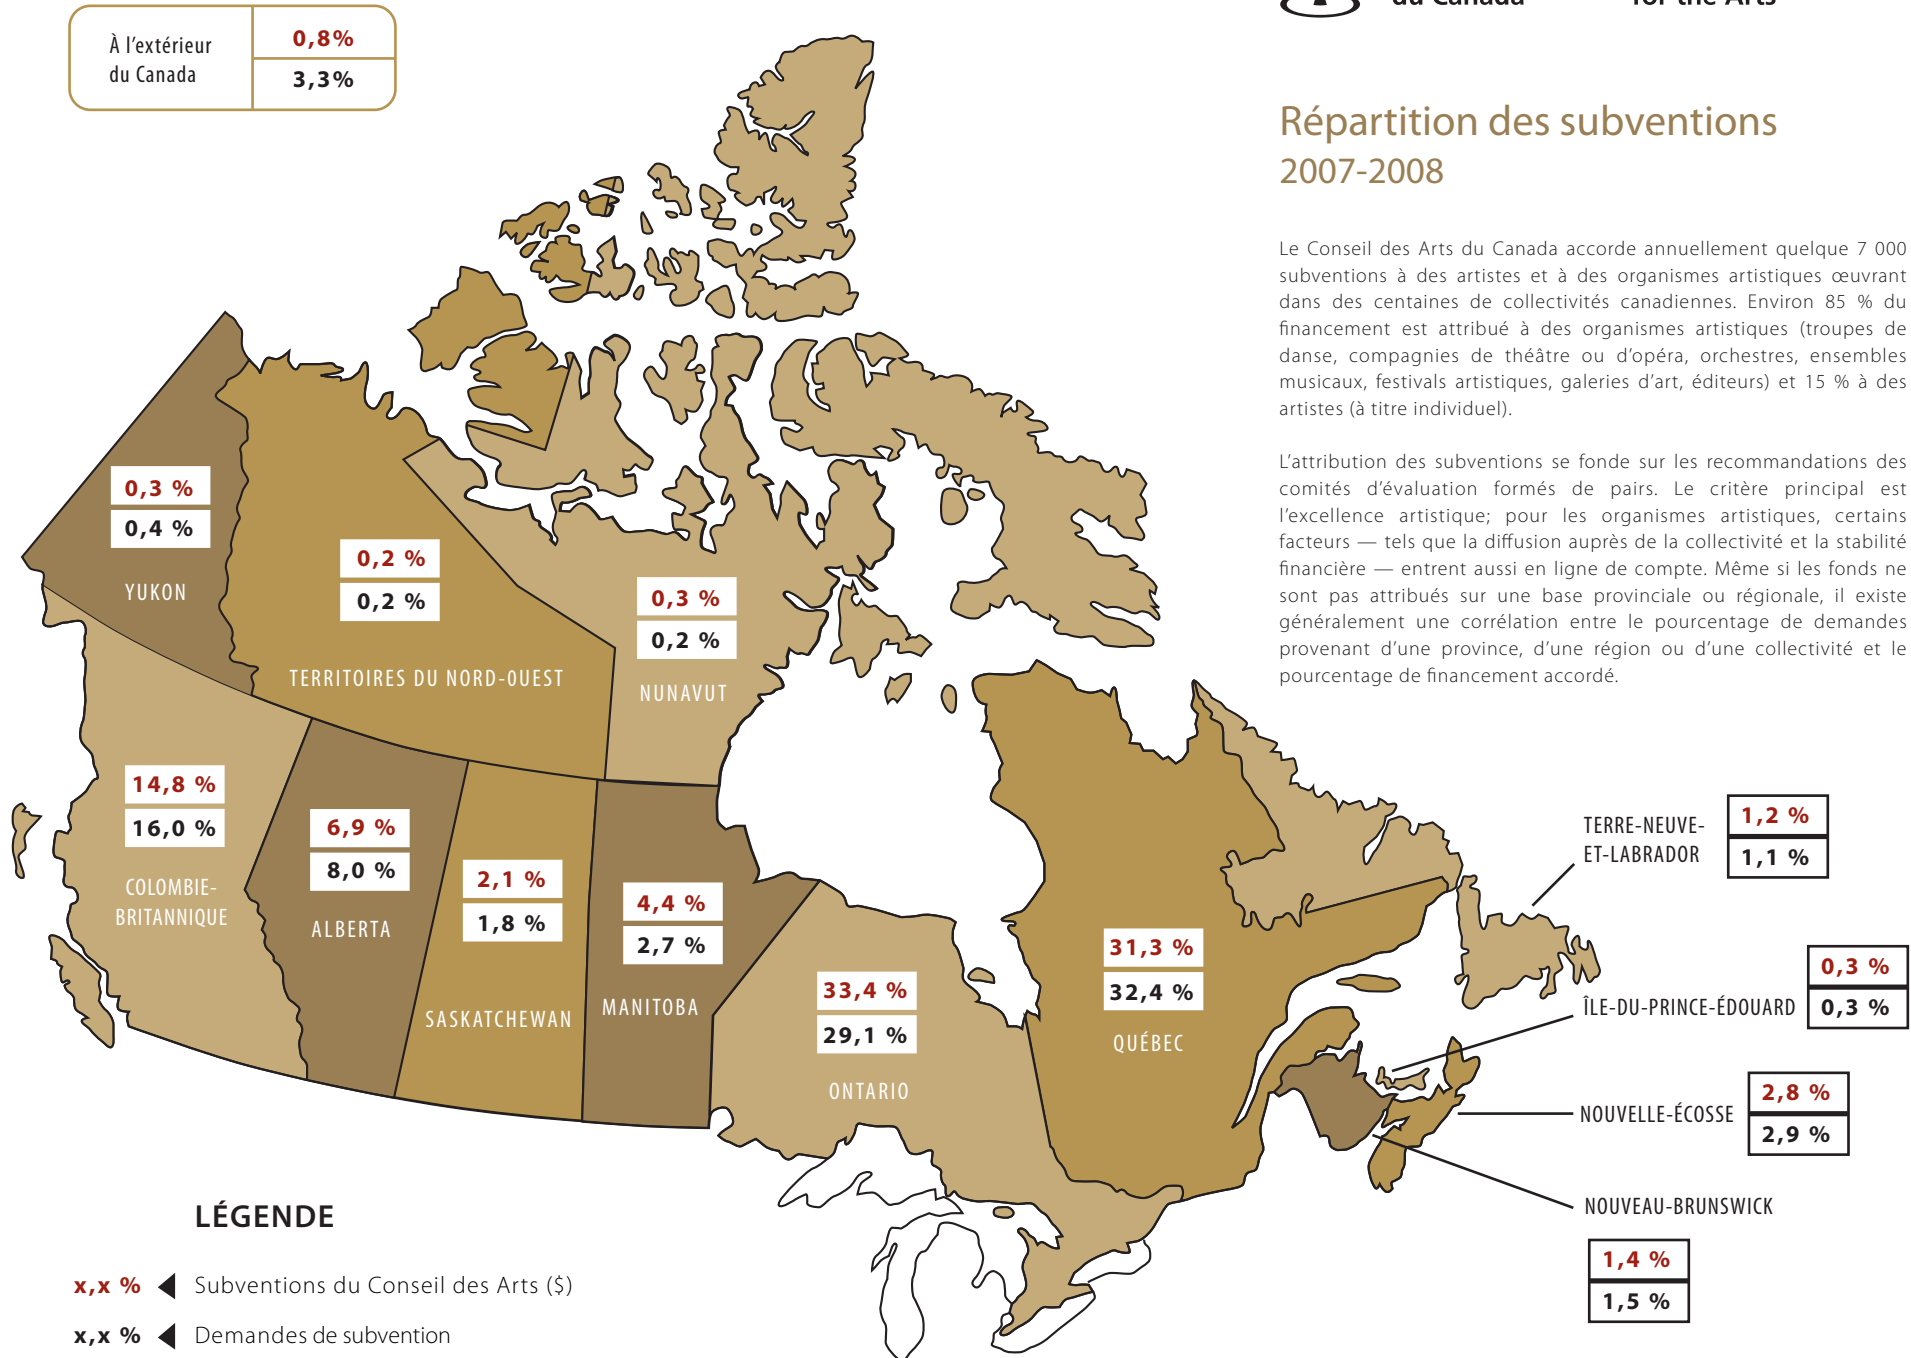 du Canada
for the Arts
À l'extérieur
du Canada
0,8%
3,3%
Répartition des subventions
2007-2008
Le Conseil des Arts du Canada accorde annuellement quelque 7 000
subventions à des artistes et à des organismes artistiques œuvrant
dans des centaines de collectivités canadiennes. Environ 85 % du
financement est attribué à des organismes artistiques (troupes de
danse, compagnies de théâtre ou d'opéra, orchestres, ensembles
musicaux, festivals artistiques, galeries d'art, éditeurs) et 15 % à des
artistes (à titre individuel).
L'attribution des subventions se fonde sur les recommandations des
comités d'évaluation formés de pairs. Le critère principal est
l'excellence artistique; pour les organismes artistiques, certains
facteurs — tels que la diffusion auprès de la collectivité et la stabilité
financière — entrent aussi en ligne de compte. Même si les fonds ne
sont pas attribués sur une base provinciale ou régionale, il existe
généralement une corrélation entre le pourcentage de demandes
provenant d'une province, d'une région ou d'une collectivité et le
pourcentage de financement accordé.
0,3 %
0,4 %
YUKON
0,2 %
0,2 %
TERRITOIRES DU NORD-OUEST
0,3 %
0,2 %
NUNAVUT
14,8 %
16,0 %
COLOMBIE-
BRITANNIQUE
6,9 %
8,0 %
ALBERTA
2,1 %
1,8 %
SASKATCHEWAN
4,4 %
2,7 %
MANITOBA
33,4 %
29,1 %
ONTARIO
31,3 %
32,4 %
QUÉBEC
TERRE-NEUVE-
ET-LABRADOR
1,2 %
1,1 %
ÎLE-DU-PRINCE-ÉDOUARD
0,3 %
0,3 %
NOUVELLE-ÉCOSSE
2,8 %
2,9 %
NOUVEAU-BRUNSWICK
1,4 %
1,5 %
LÉGENDE
x,x % Subventions du Conseil des Arts ($)
x,x % Demandes de subvention